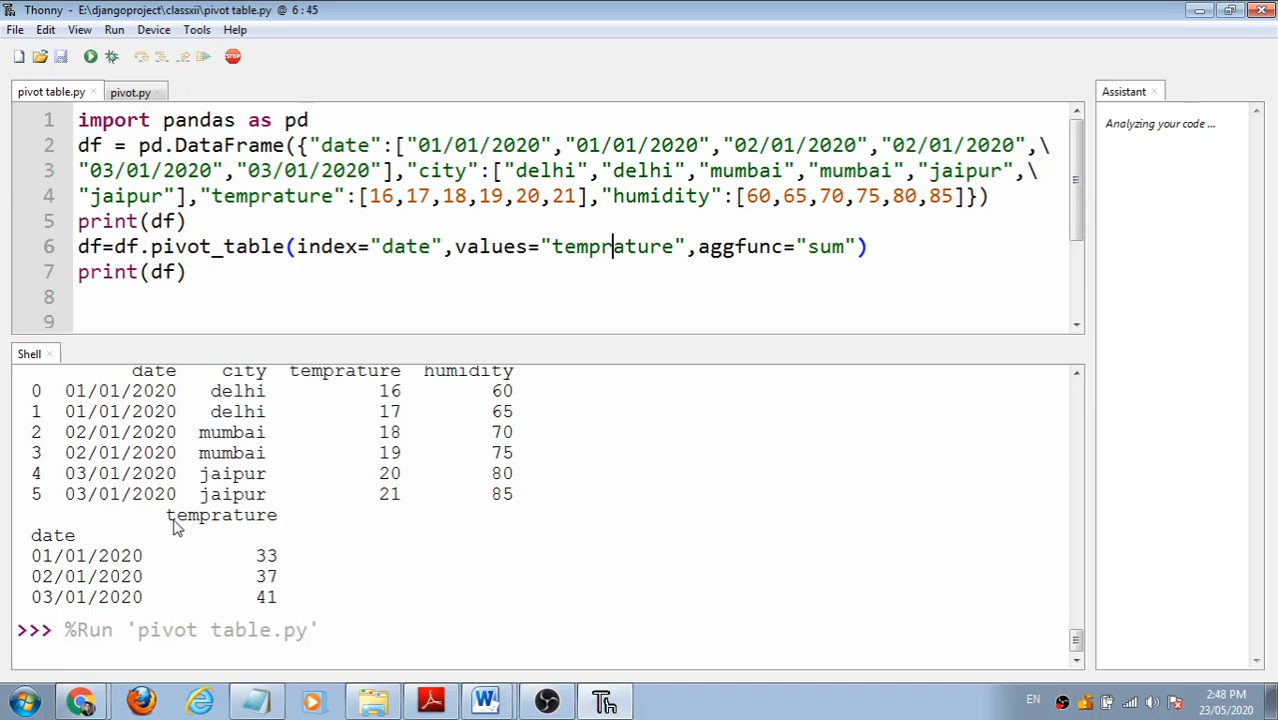 Thonny - E:\djangoproject\classxii\pivot table.py @ 6 : 45
File Edit View Run Device Tools Help
STOP
pivot table.py pivot.py Assistant
Analyzing your code ...
1 import pandas as pd
2 df = pd.DataFrame({"date":["01/01/2020","01/01/2020","02/01/2020","02/01/2020",\
3 "03/01/2020","03/01/2020"],"city":["delhi","delhi","mumbai","mumbai","jaipur",\
4 "jaipur"],"temprature":[16,17,18,19,20,21],"humidity":[60,65,70,75,80,85]})
5 print(df)
6 df=df.pivot_table(index="date",values="temprature",aggfunc="sum")
7 print(df)
8
9
Shell
date city temprature humidity
0 01/01/2020 delhi 16 60
1 01/01/2020 delhi 17 65
2 02/01/2020 mumbai 18 70
3 02/01/2020 mumbai 19 75
4 03/01/2020 jaipur 20 80
5 03/01/2020 jaipur 21 85
temprature
date
01/01/2020 33
02/01/2020 37
03/01/2020 41
>>> %Run 'pivot table.py'
EN
2:48 PM
23/05/2020